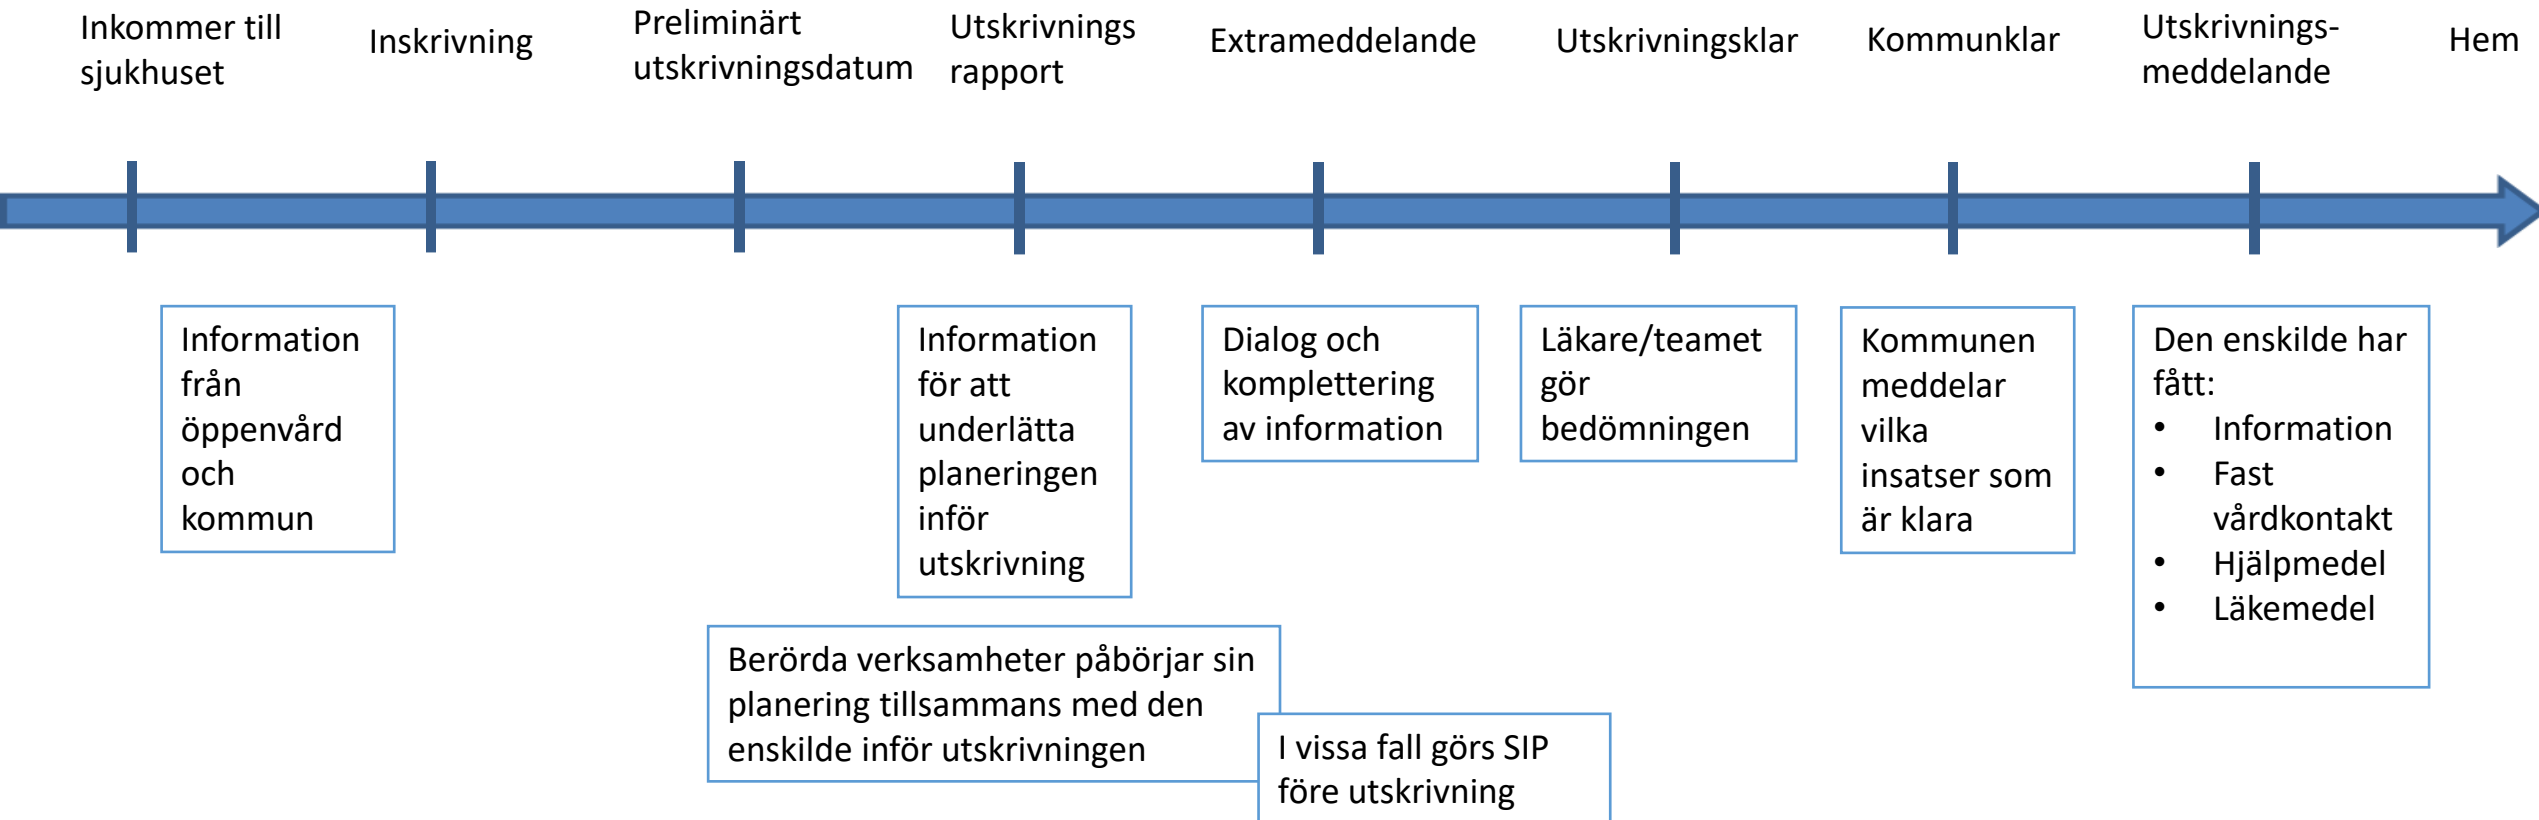 Inkommer till
sjukhuset
Inskrivning
Preliminärt
utskrivningsdatum
Utskrivnings
rapport
Extrameddelande
Utskrivningsklar
Kommunklar
Utskrivnings-
meddelande
Hem
Information
från
öppenvård
och
kommun
Information
för att
underlätta
planeringen
inför
utskrivning
Dialog och
komplettering
av information
Läkare/teamet
gör
bedömningen
Kommunen
meddelar
vilka
insatser som
är klara
Den enskilde har
fått:
• Information
• Fast
vårdkontakt
• Hjälpmedel
• Läkemedel
Berörda verksamheter påbörjar sin
planering tillsammans med den
enskilde inför utskrivningen
I vissa fall görs SIP
före utskrivning